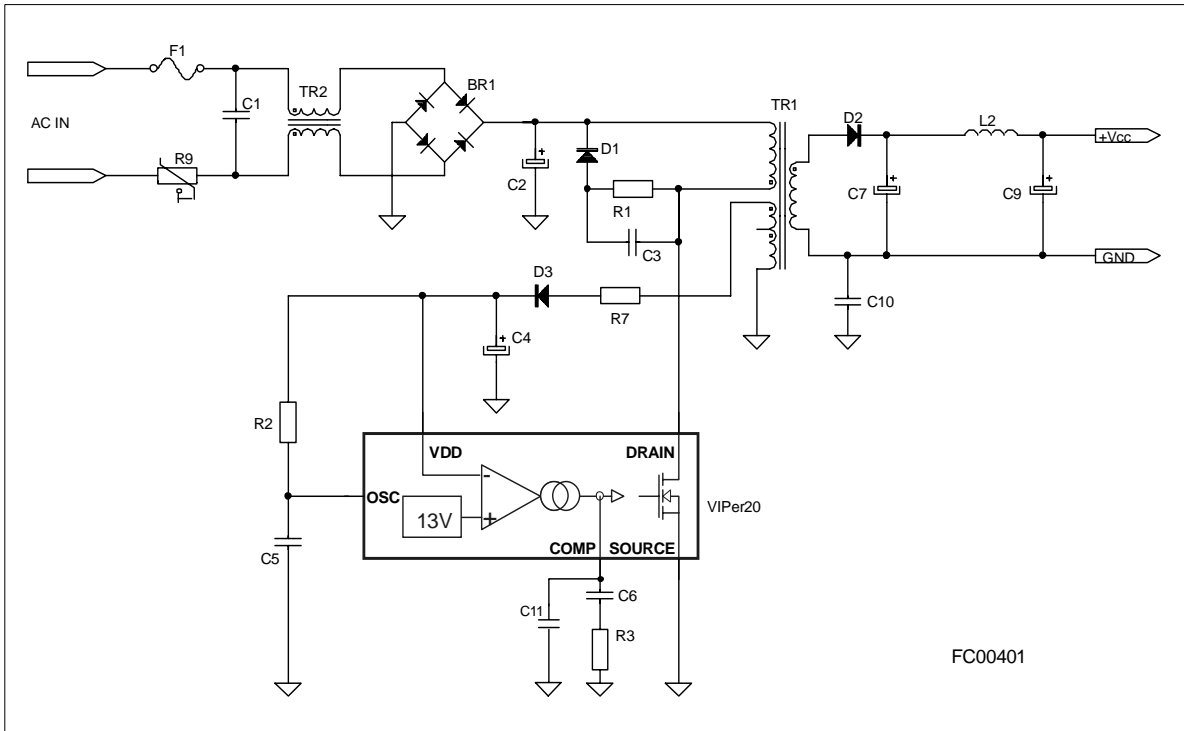 F1
BR1
TR2
TR1
C1
D2
L2
AC IN
+Vcc
D1
R9
T
C2
C7
C9
R1
C3
GND
D3
C10
R7
C4
R2
VDD
DRAIN
-
OSC
VIPer20
13V
+
COMP
SOURCE
C5
C6
C11
R3
FC00401
+
+
+
+